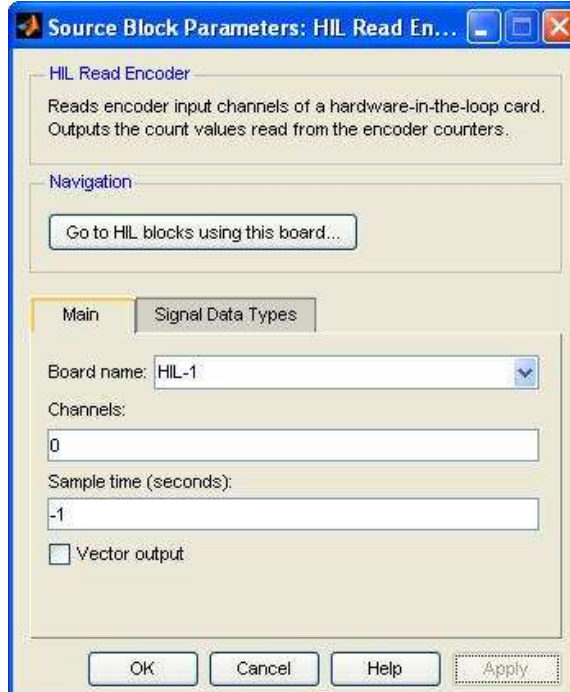 Source Block Parameters: HIL Read En...
HIL Read Encoder
Reads encoder input channels of a hardware-in-the-loop card.
Outputs the count values read from the encoder counters.
Navigation
Go to HIL blocks using this board...
Main Signal Data Types
Board name: HIL-1
Channels:
0
Sample time (seconds):
-1
Vector output
OK Cancel Help Apply